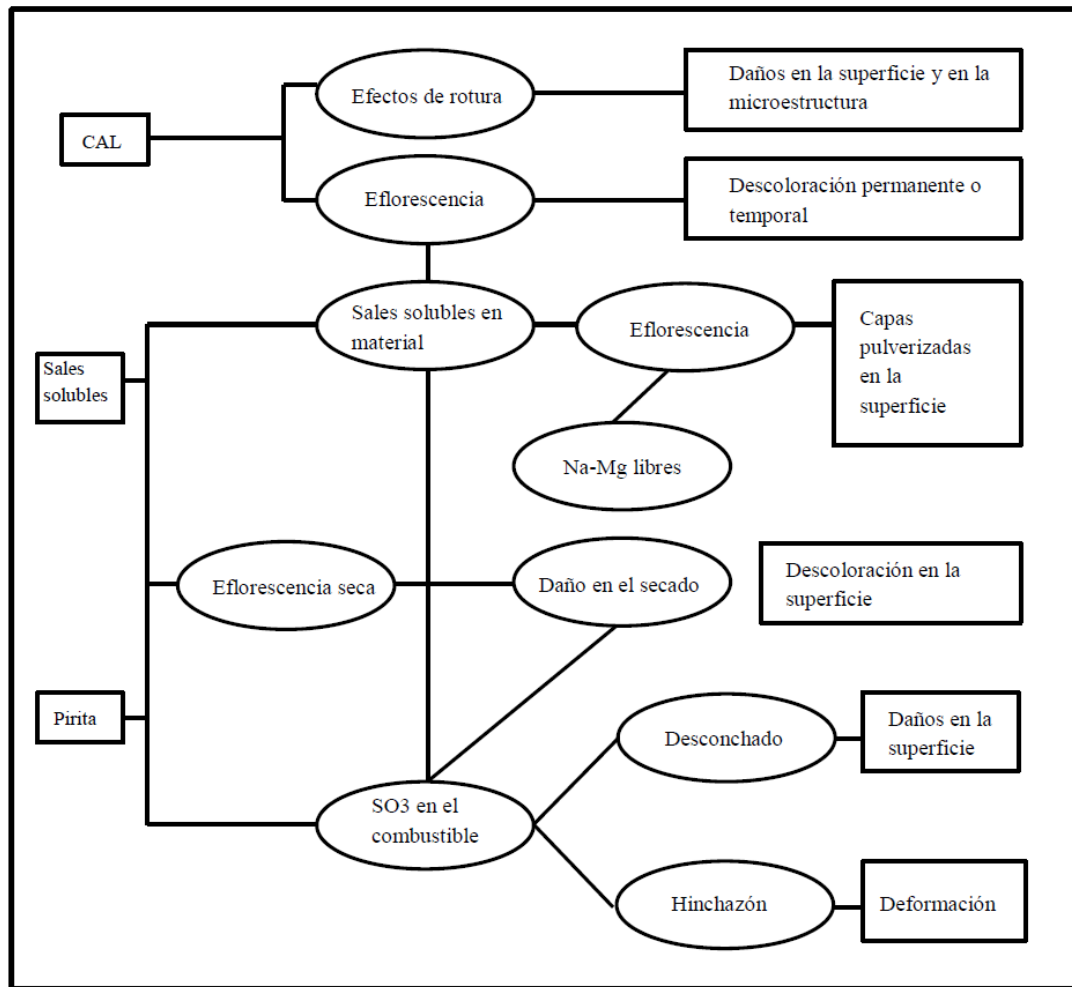 Efectos de rotura
Daños en la superficie y en la
microestructura
CAL
Eflorescencia
Descoloración permanente o
temporal
Sales solubles en
material
Eflorescencia
Capas
pulverizadas
en la
superficie
Sales
solubles
Na-Mg libres
Eflorescencia seca
Daño en el secado
Descoloración en la
superficie
Pirita
Desconchado
Daños en la
superficie
SO3 en el
combustible
Hinchazón
Deformación